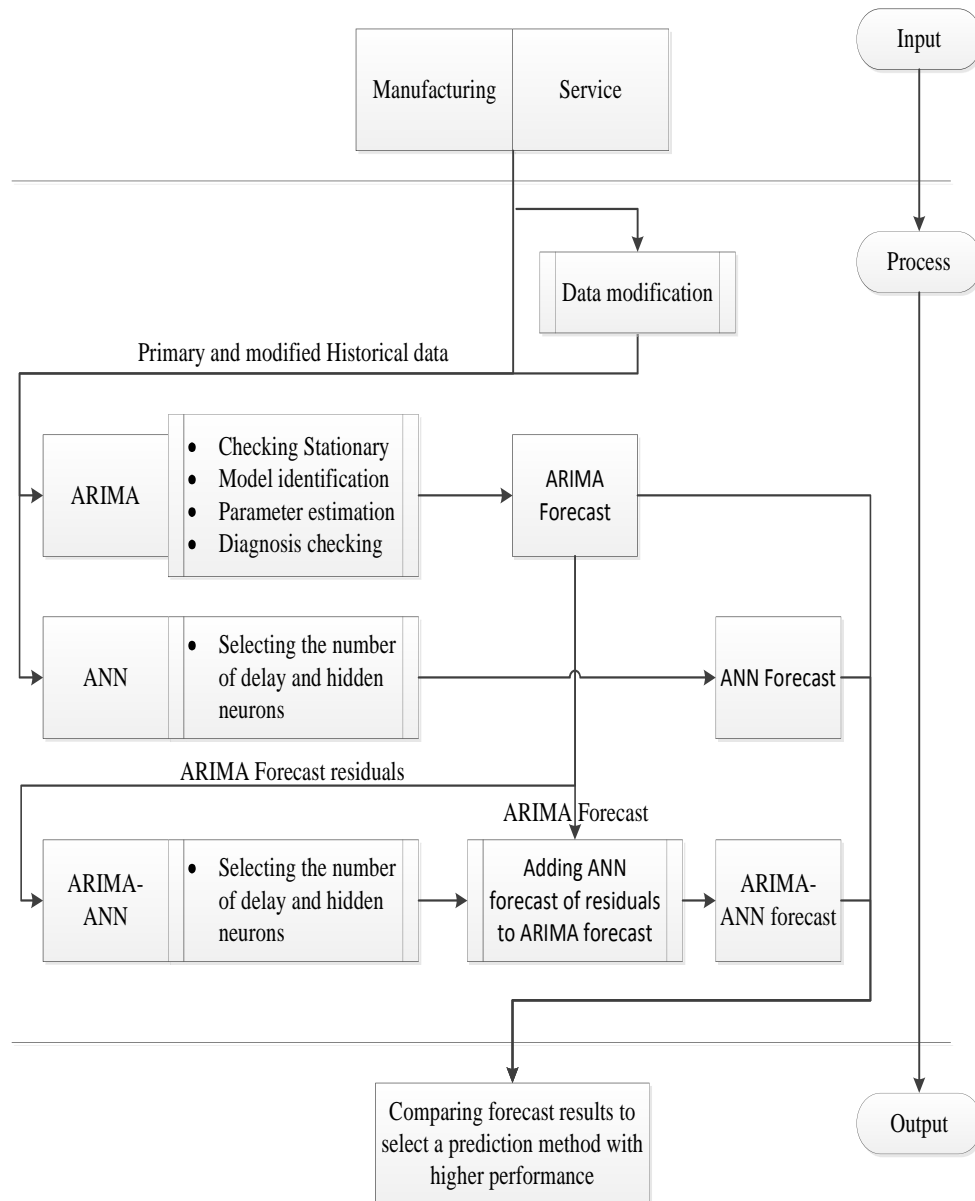 Input
Manufacturing
Service
Process
Data modification
Primary and modified Historical data
ARIMA
• Checking Stationary
• Model identification
• Parameter estimation
• Diagnosis checking
ARIMA
Forecast
ANN
• Selecting the number
of delay and hidden
neurons
ANN Forecast
ARIMA Forecast residuals
ARIMA Forecast
ARIMA-
ANN
• Selecting the number
of delay and hidden
neurons
Adding ANN
forecast of residuals
to ARIMA forecast
ARIMA-
ANN forecast
Comparing forecast results to
select a prediction method with
higher performance
Output